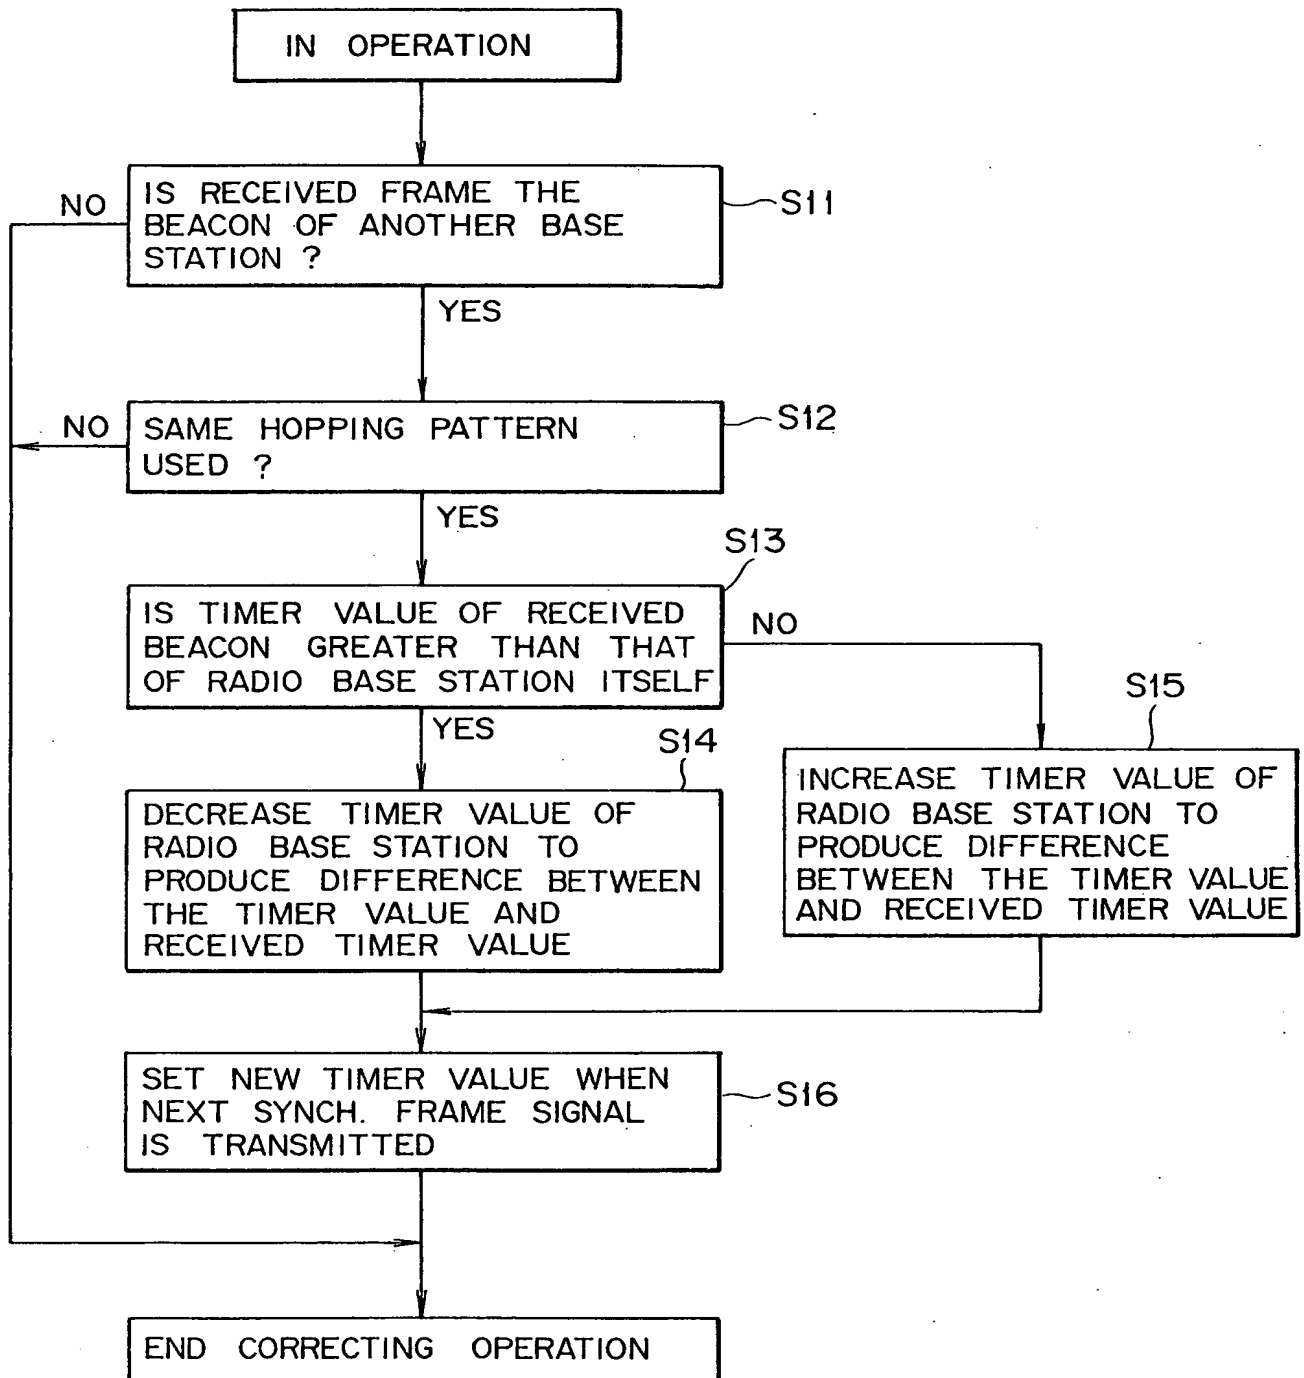 IN OPERATION
IS RECEIVED FRAME THE
BEACON OF ANOTHER BASE
STATION ?
S11
NO
YES
SAME HOPPING PATTERN
USED ?
S12
NO
YES
S13
IS TIMER VALUE OF RECEIVED
BEACON GREATER THAN THAT
OF RADIO BASE STATION ITSELF
NO
YES
S14
DECREASE TIMER VALUE OF
RADIO BASE STATION TO
PRODUCE DIFFERENCE BETWEEN
THE TIMER VALUE AND
RECEIVED TIMER VALUE
S15
INCREASE TIMER VALUE OF
RADIO BASE STATION TO
PRODUCE DIFFERENCE
BETWEEN THE TIMER VALUE
AND RECEIVED TIMER VALUE
SET NEW TIMER VALUE WHEN
NEXT SYNCH. FRAME SIGNAL
IS TRANSMITTED
S16
END CORRECTING OPERATION